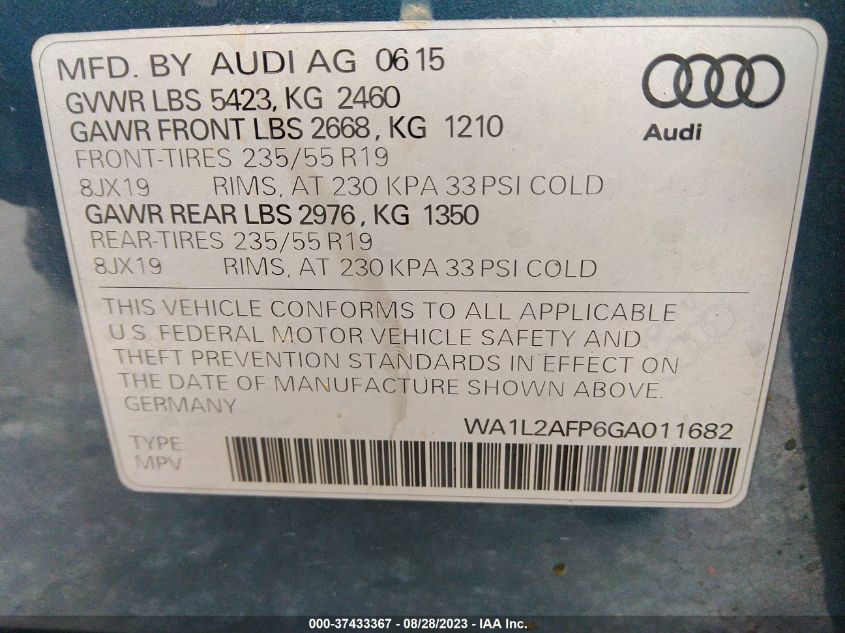 MFD. BY AUDI AG 06 15
GVWR LBS 5423, KG 2460
GAWR FRONT LBS 2668, KG 1210
FRONT-TIRES 235/55 R19
8JX19 RIMS, AT 230 KPA 33 PSI COLD
GAWR REAR LBS 2976, KG 1350
REAR-TIRES 235/55 R19
8JX19 RIMS, AT 230 KPA 33 PSI COLD
Audi
THIS VEHICLE CONFORMS TO ALL APPLICABLE
U.S. FEDERAL MOTOR VEHICLE SAFETY AND
THEFT PREVENTION STANDARDS IN EFFECT ON
THE DATE OF MANUFACTURE SHOWN ABOVE.
GERMANY
WA1L2AFP6GA011682
TYPE
MPV
000-37433367 - 08/28/2023 - IAA Inc.